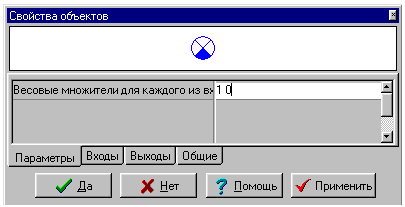 Свойства объектов
Весовые множители для каждого из вх 1 0
Параметры Входы Выходы Общие
Да Нет Помощь Применить